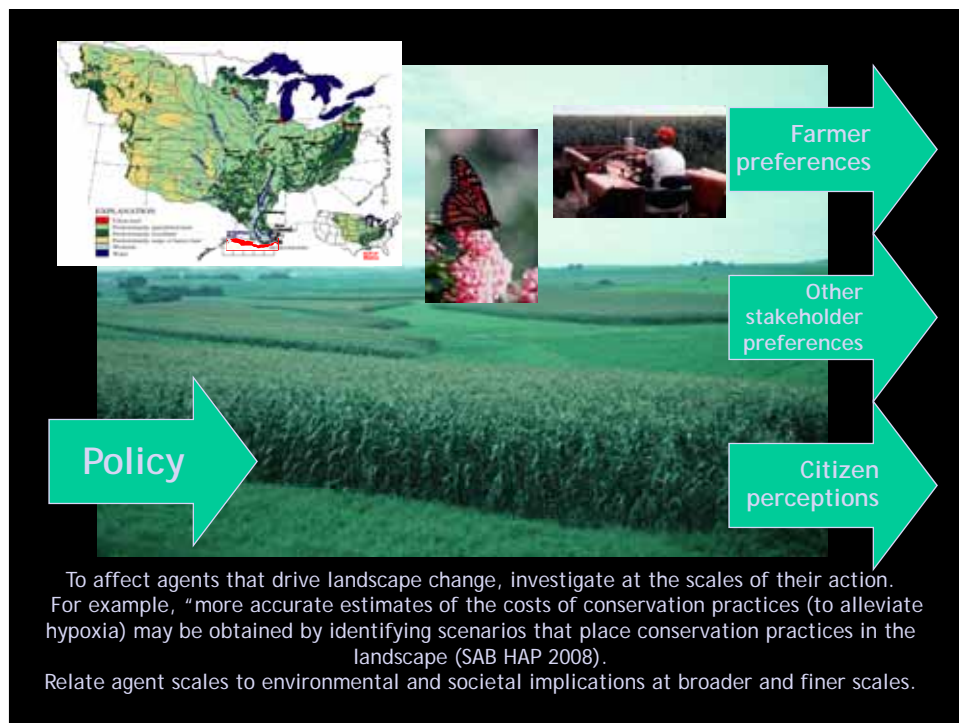 EXPLANATION
Farmer
preferences
Other
stakeholder
preferences
Policy
Citizen
perceptions
To affect agents that drive landscape change, investigate at the scales of their action.
For example, “more accurate estimates of the costs of conservation practices (to alleviate
hypoxia) may be obtained by identifying scenarios that place conservation practices in the
landscape (SAB HAP 2008).
Relate agent scales to environmental and societal implications at broader and finer scales.